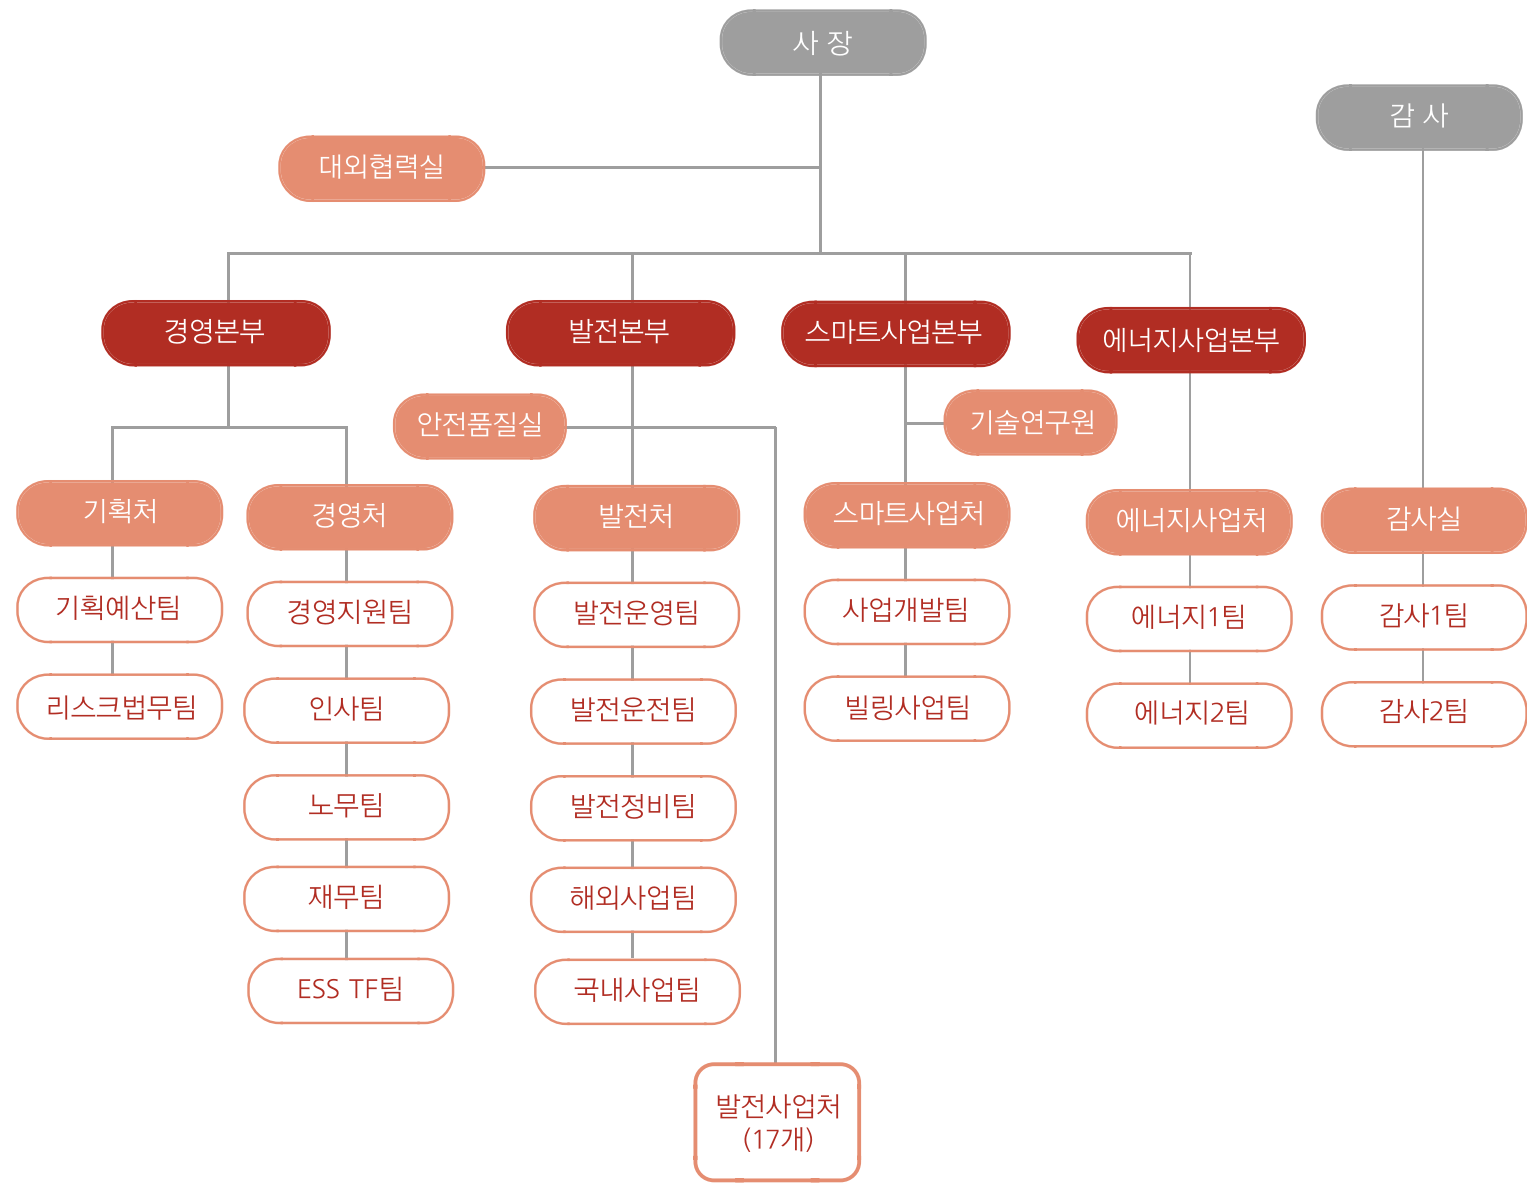 사 장
감 사
대외협력실
경영본부
발전본부
스마트사업본부
에너지사업본부
안전품질실
기술연구원
기획처
경영처
발전처
스마트사업처
에너지사업처
감사실
기획예산팀
경영지원팀
발전운영팀
사업개발팀
에너지1팀
감사1팀
리스크법무팀
인사팀
발전운전팀
빌링사업팀
에너지2팀
감사2팀
노무팀
발전정비팀
재무팀
해외사업팀
ESS TF팀
국내사업팀
발전사업처
(17개)